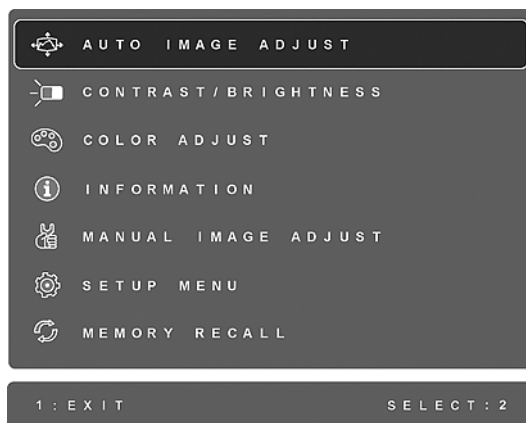 AUTO IMAGE ADJUST
CONTRAST/BRIGHTNESS
COLOR ADJUST
INFORMATION
MANUAL IMAGE ADJUST
SETUP MENU
MEMORY RECALL
1:EXIT SELECT:2